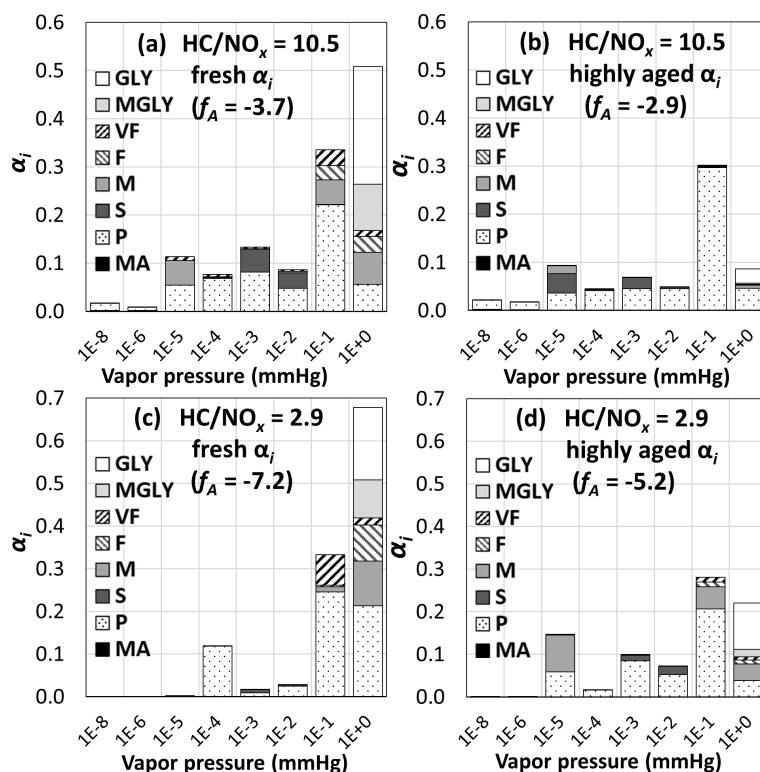 (a) HC/NOx = 10.5
fresh αi
(fA = -3.7)
GLY
MGLY
VF
F
M
S
P
MA
αi
0.6
0.5
0.4
0.3
0.2
0.1
0.0
1E-8
1E-6
1E-5
1E-4
1E-3
1E-2
1E-1
1E+0
Vapor pressure (mmHg)
(b) HC/NOx = 10.5
highly aged αi
(fA = -2.9)
GLY
MGLY
VF
F
M
S
P
MA
αi
0.6
0.5
0.4
0.3
0.2
0.1
0.0
1E-8
1E-6
1E-5
1E-4
1E-3
1E-2
1E-1
1E+0
Vapor pressure (mmHg)
(c) HC/NOx = 2.9
fresh αi
(fA = -7.2)
GLY
MGLY
VF
F
M
S
P
MA
αi
0.7
0.6
0.5
0.4
0.3
0.2
0.1
0.0
1E-8
1E-6
1E-5
1E-4
1E-3
1E-2
1E-1
1E+0
Vapor pressure (mmHg)
(d) HC/NOx = 2.9
highly aged αi
(fA = -5.2)
GLY
MGLY
VF
F
M
S
P
MA
αi
0.7
0.6
0.5
0.4
0.3
0.2
0.1
0.0
1E-8
1E-6
1E-5
1E-4
1E-3
1E-2
1E-1
1E+0
Vapor pressure (mmHg)